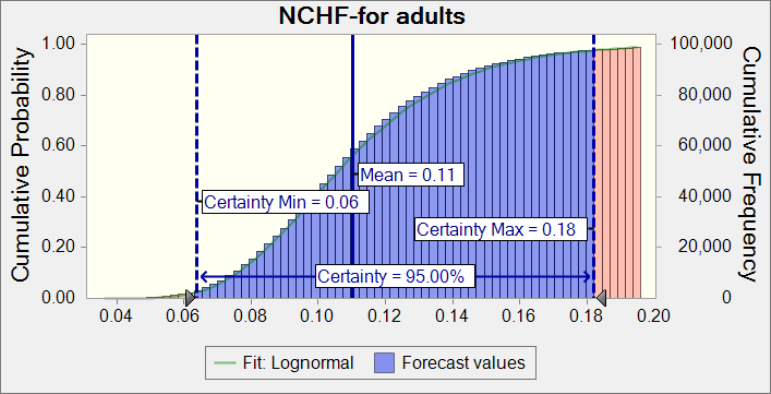 NCHF-for adults
Cumulative Probability
1.00
0.80
0.60
0.40
0.20
0.00
100,000
80,000
60,000
40,000
20,000
0
Cumulative Frequency
Mean = 0.11
Certainty Min = 0.06
Certainty Max = 0.18
Certainty = 95.00%
0.04 0.06 0.08 0.10 0.12 0.14 0.16 0.18 0.20
Fit: Lognormal Forecast values